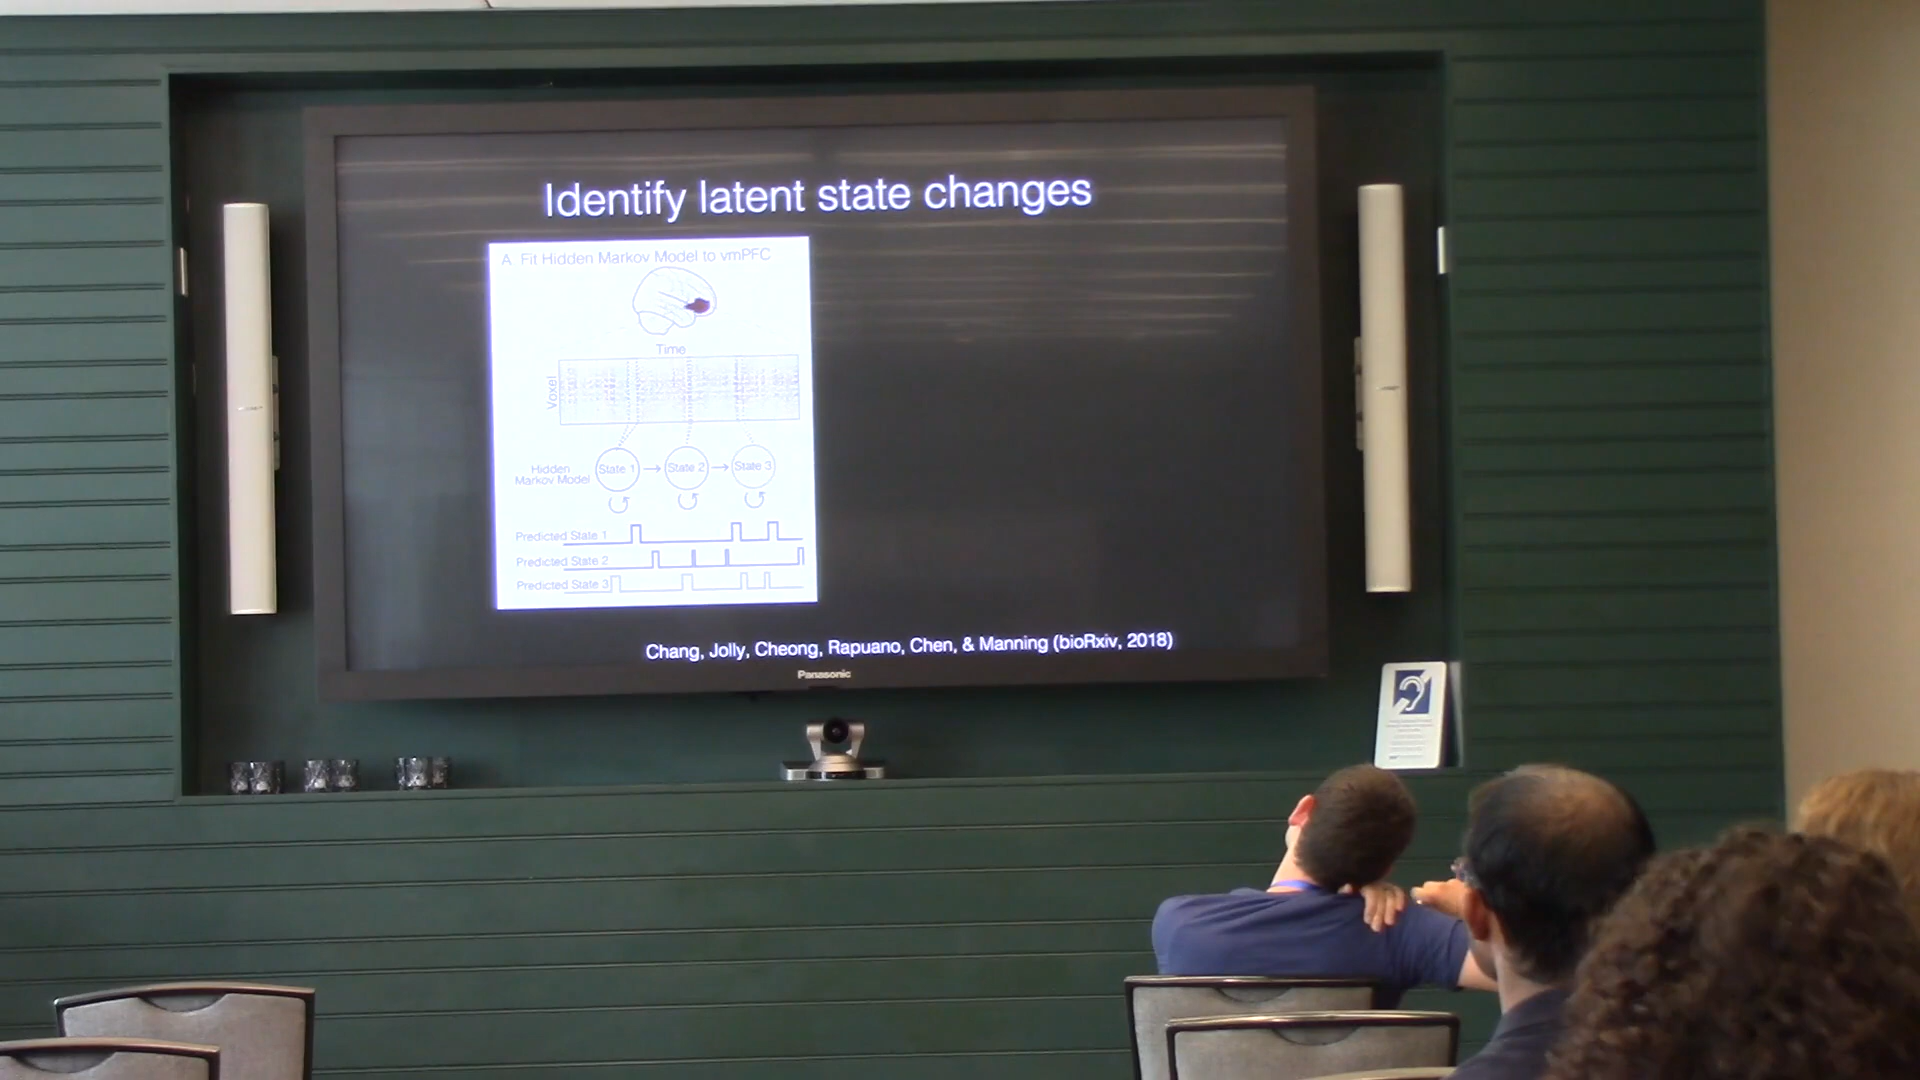 Identify latent state changes
A Fit Hidden Markov Model to vmPFC
Time
Voxel
Hidden
Markov Model
State 1
State 2
State 3
Predicted State 1
Predicted State 2
Predicted State 3
Chang, Jolly, Cheong, Rapuano, Chen, & Manning (bioRxiv, 2018)
Panasonic